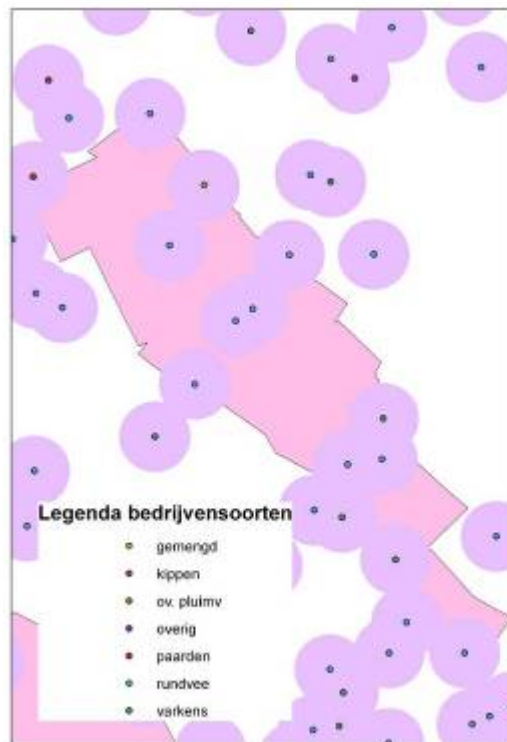 Legenda bedrijvensoorten
gemengd
kippen
ov. pluimv
overig
paarden
rundvee
varkens